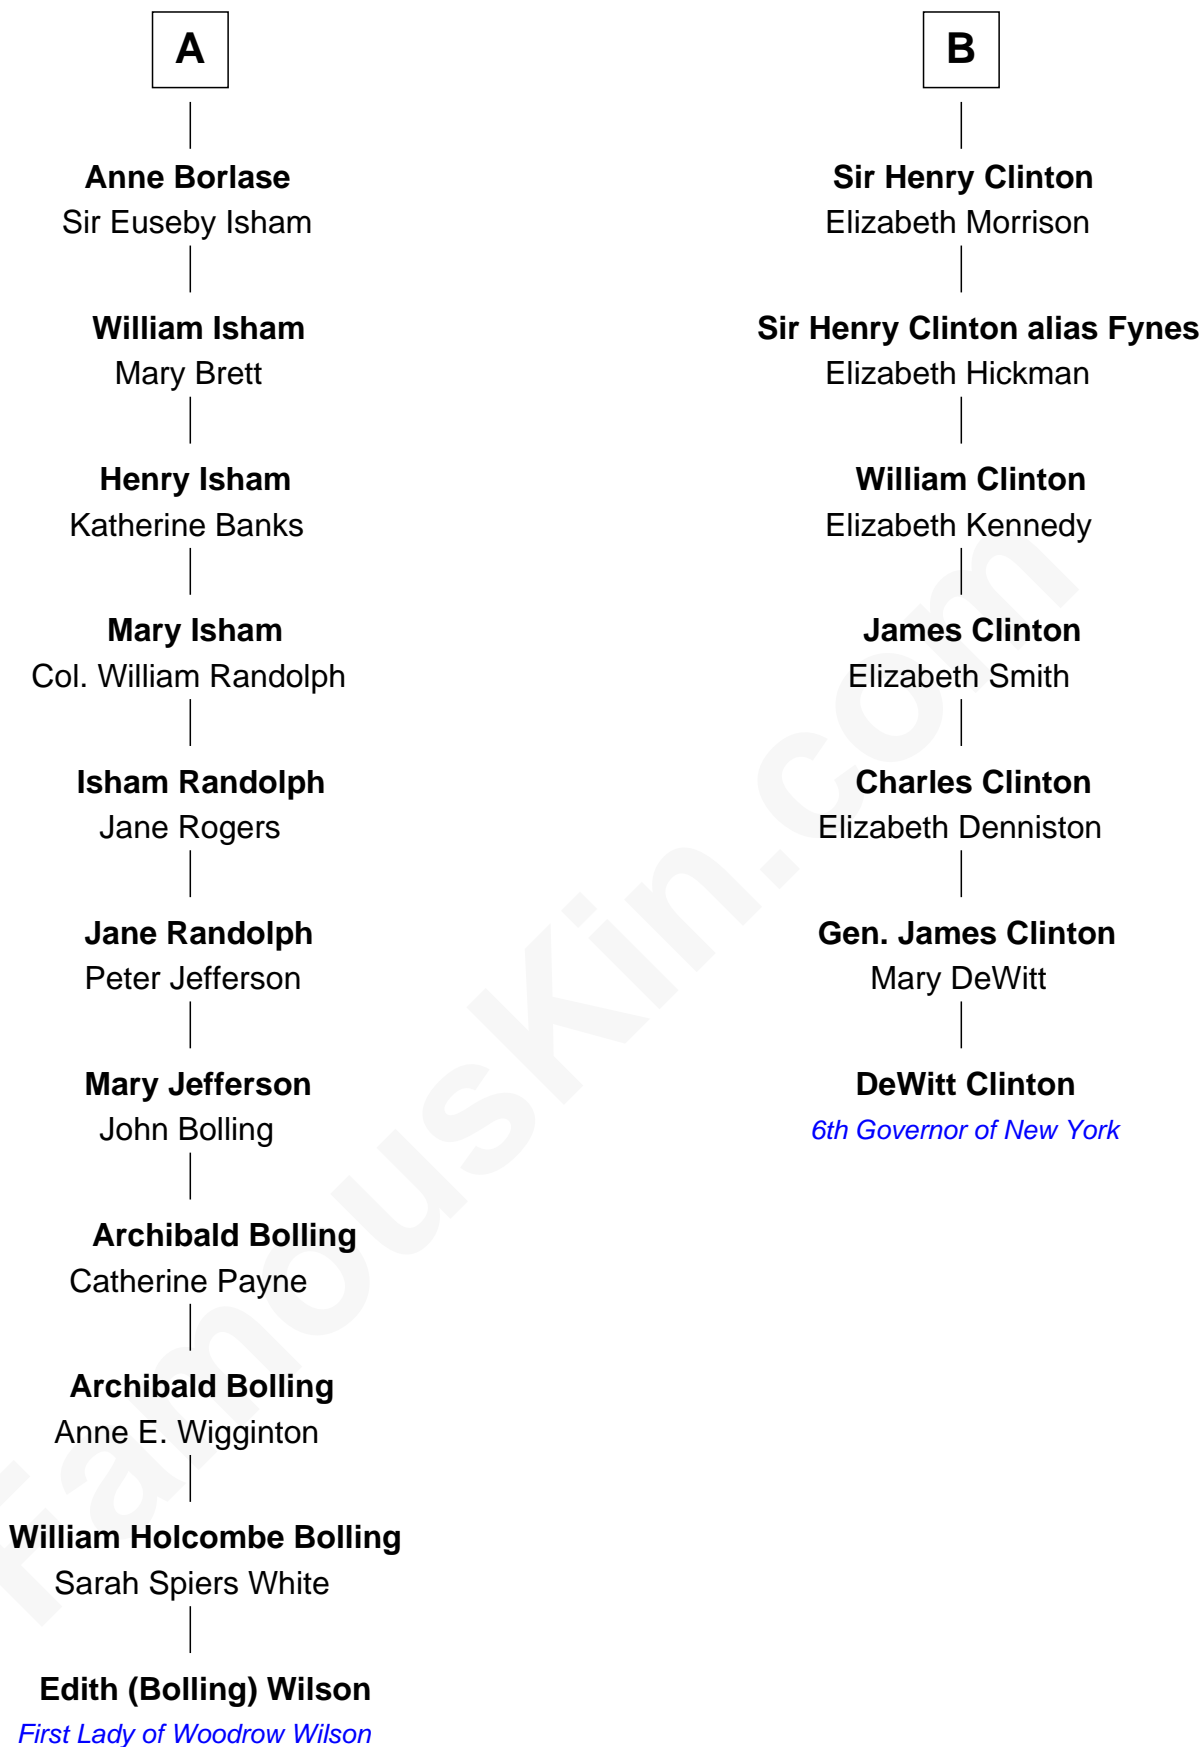 A
Anne Borlase
Sir Euseby Isham
William Isham
Mary Brett
Henry Isham
Katherine Banks
Mary Isham
Col. William Randolph
Isham Randolph
Jane Rogers
Jane Randolph
Peter Jefferson
Mary Jefferson
John Bolling
Archibald Bolling
Catherine Payne
Archibald Bolling
Anne E. Wigginton
William Holcombe Bolling
Sarah Spiers White
Edith (Bolling) Wilson
First Lady of Woodrow Wilson
B
Sir Henry Clinton
Elizabeth Morrison
Sir Henry Clinton alias Fynes
Elizabeth Hickman
William Clinton
Elizabeth Kennedy
James Clinton
Elizabeth Smith
Charles Clinton
Elizabeth Denniston
Gen. James Clinton
Mary DeWitt
DeWitt Clinton
6th Governor of New York
FamousKin.com